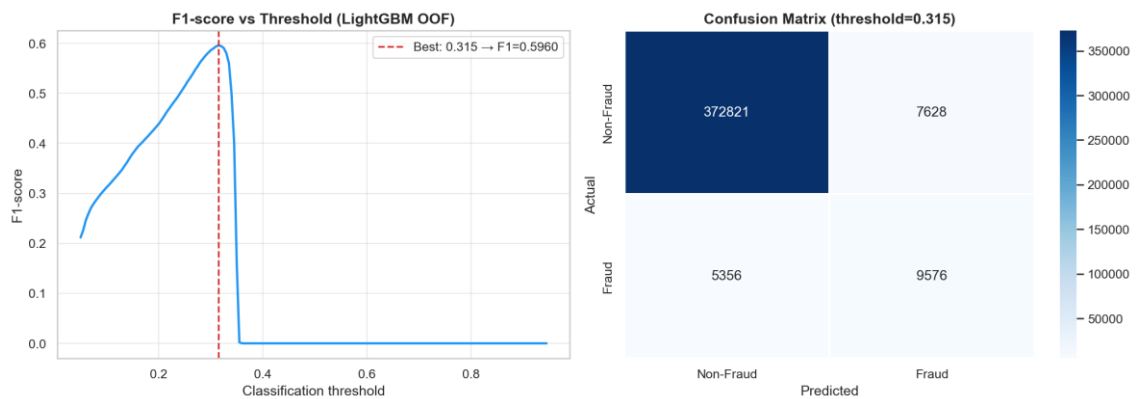 F1-score vs Threshold (LightGBM OOF)
Best: 0.315 → F1=0.5960
F1-score
0.6
0.5
0.4
0.3
0.2
0.1
0.0
0.2
0.4
0.6
0.8
Classification threshold
Confusion Matrix (threshold=0.315)
Actual
Non-Fraud
372821
7628
Fraud
5356
9576
Non-Fraud
Fraud
Predicted
350000
300000
250000
200000
150000
100000
50000